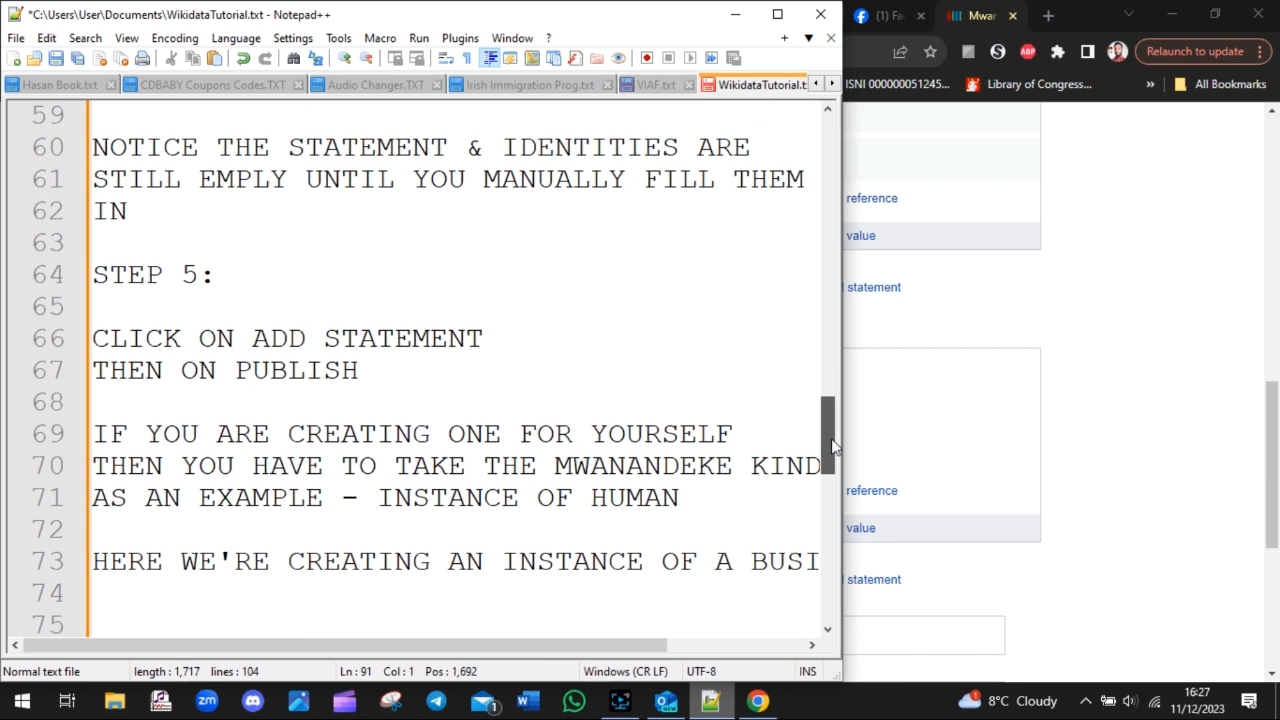 *C:\Users\User\Documents\WikidataTutorial.txt - Notepad++
File Edit Search View Encoding Language Settings Tools Macro Run Plugins Window ?
Hasan Book.txt CDBABY Coupons Codes.TXT Audio Changer.TXT Irish Immigration Prog.txt VIAF.txt WikidataTutorial.t
59
60 NOTICE THE STATEMENT & IDENTITIES ARE
61 STILL EMPLY UNTIL YOU MANUALLY FILL THEM
62 IN
63
64 STEP 5:
65
66 CLICK ON ADD STATEMENT
67 THEN ON PUBLISH
68
69 IF YOU ARE CREATING ONE FOR YOURSELF
70 THEN YOU HAVE TO TAKE THE MWANANDEKE KIND
71 AS AN EXAMPLE - INSTANCE OF HUMAN
72
73 HERE WE'RE CREATING AN INSTANCE OF A BUSI
74
75
Normal text file length : 1,717 lines : 104 Ln : 91 Col : 1 Pos : 1,692 Windows (CR LF) UTF-8 INS
(1) Fa Mwar
ABP Relaunch to update
ISNI 000000051245... Library of Congress... » All Bookmarks
reference
value
statement
reference
value
statement
zm 1 W 1 8°C Cloudy 16:27
11/12/2023